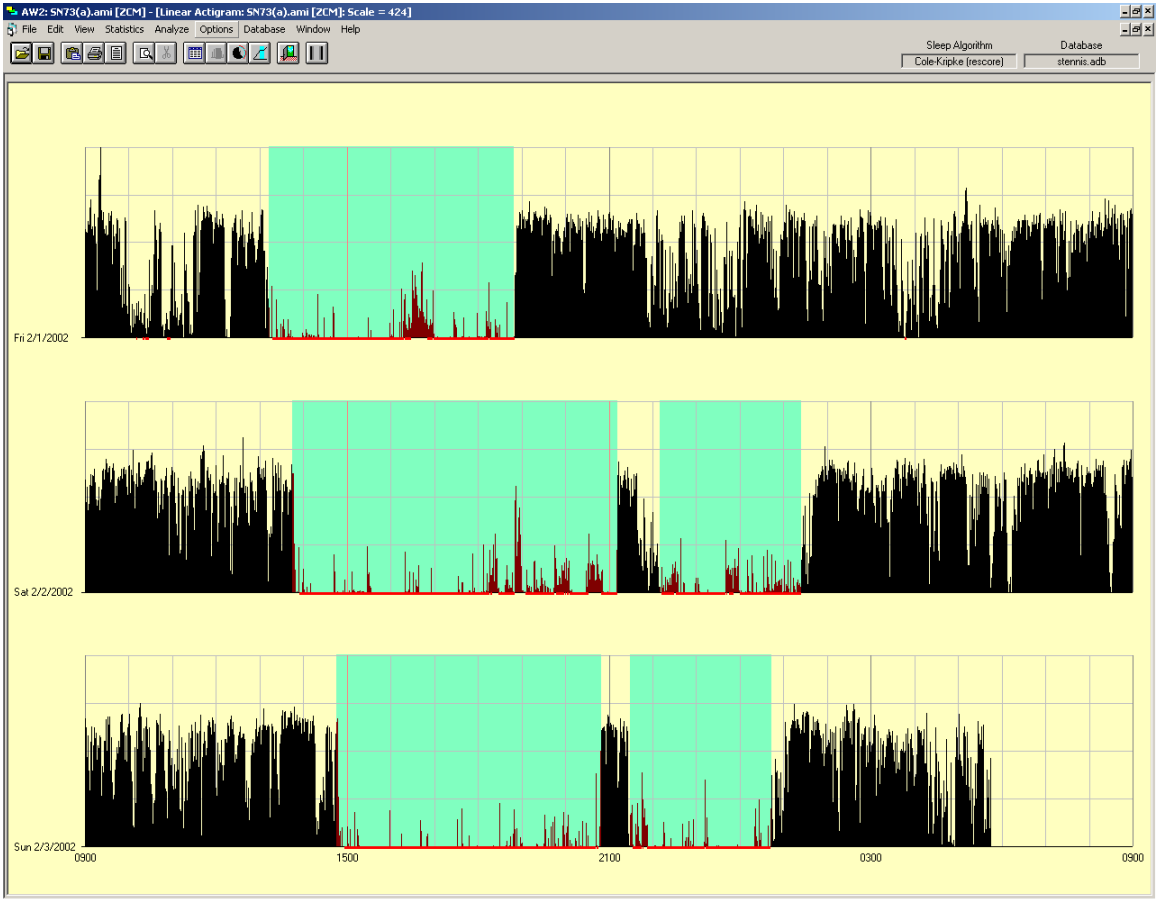 AW2: SN73(a).ami [ZCM] - [Linear Actigram: SN73(a).ami [ZCM]: Scale = 424]
File Edit View Statistics Analyze Options Database Window Help
Sleep Algorithm Database
Cole-Kripke (rescore) stennis.adb
Fri 2/1/2002
Sat 2/2/2002
Sun 2/3/2002
0900 1500 2100 0300 0900